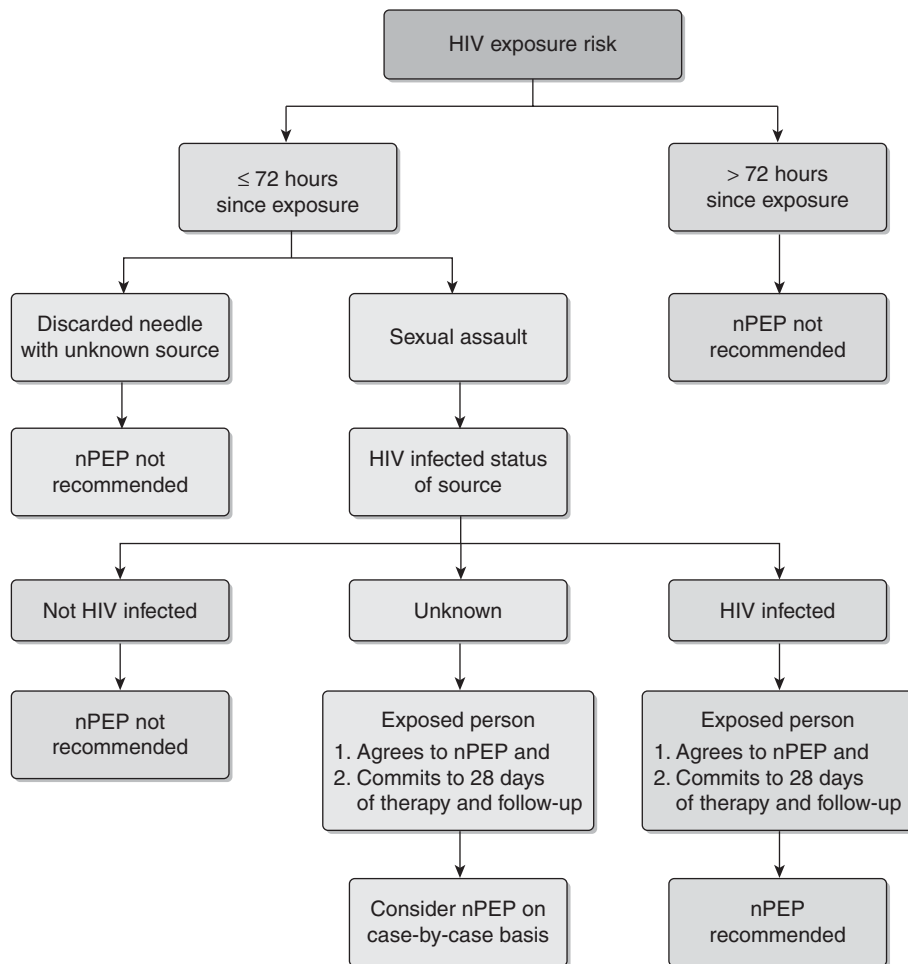 HIV exposure risk
≤ 72 hours
since exposure
> 72 hours
since exposure
Discarded needle
with unknown source
Sexual assault
nPEP not
recommended
nPEP not
recommended
HIV infected status
of source
Not HIV infected
Unknown
HIV infected
nPEP not
recommended
Exposed person
1. Agrees to nPEP and
2. Commits to 28 days
of therapy and follow-up
Exposed person
1. Agrees to nPEP and
2. Commits to 28 days
of therapy and follow-up
Consider nPEP on
case-by-case basis
nPEP
recommended